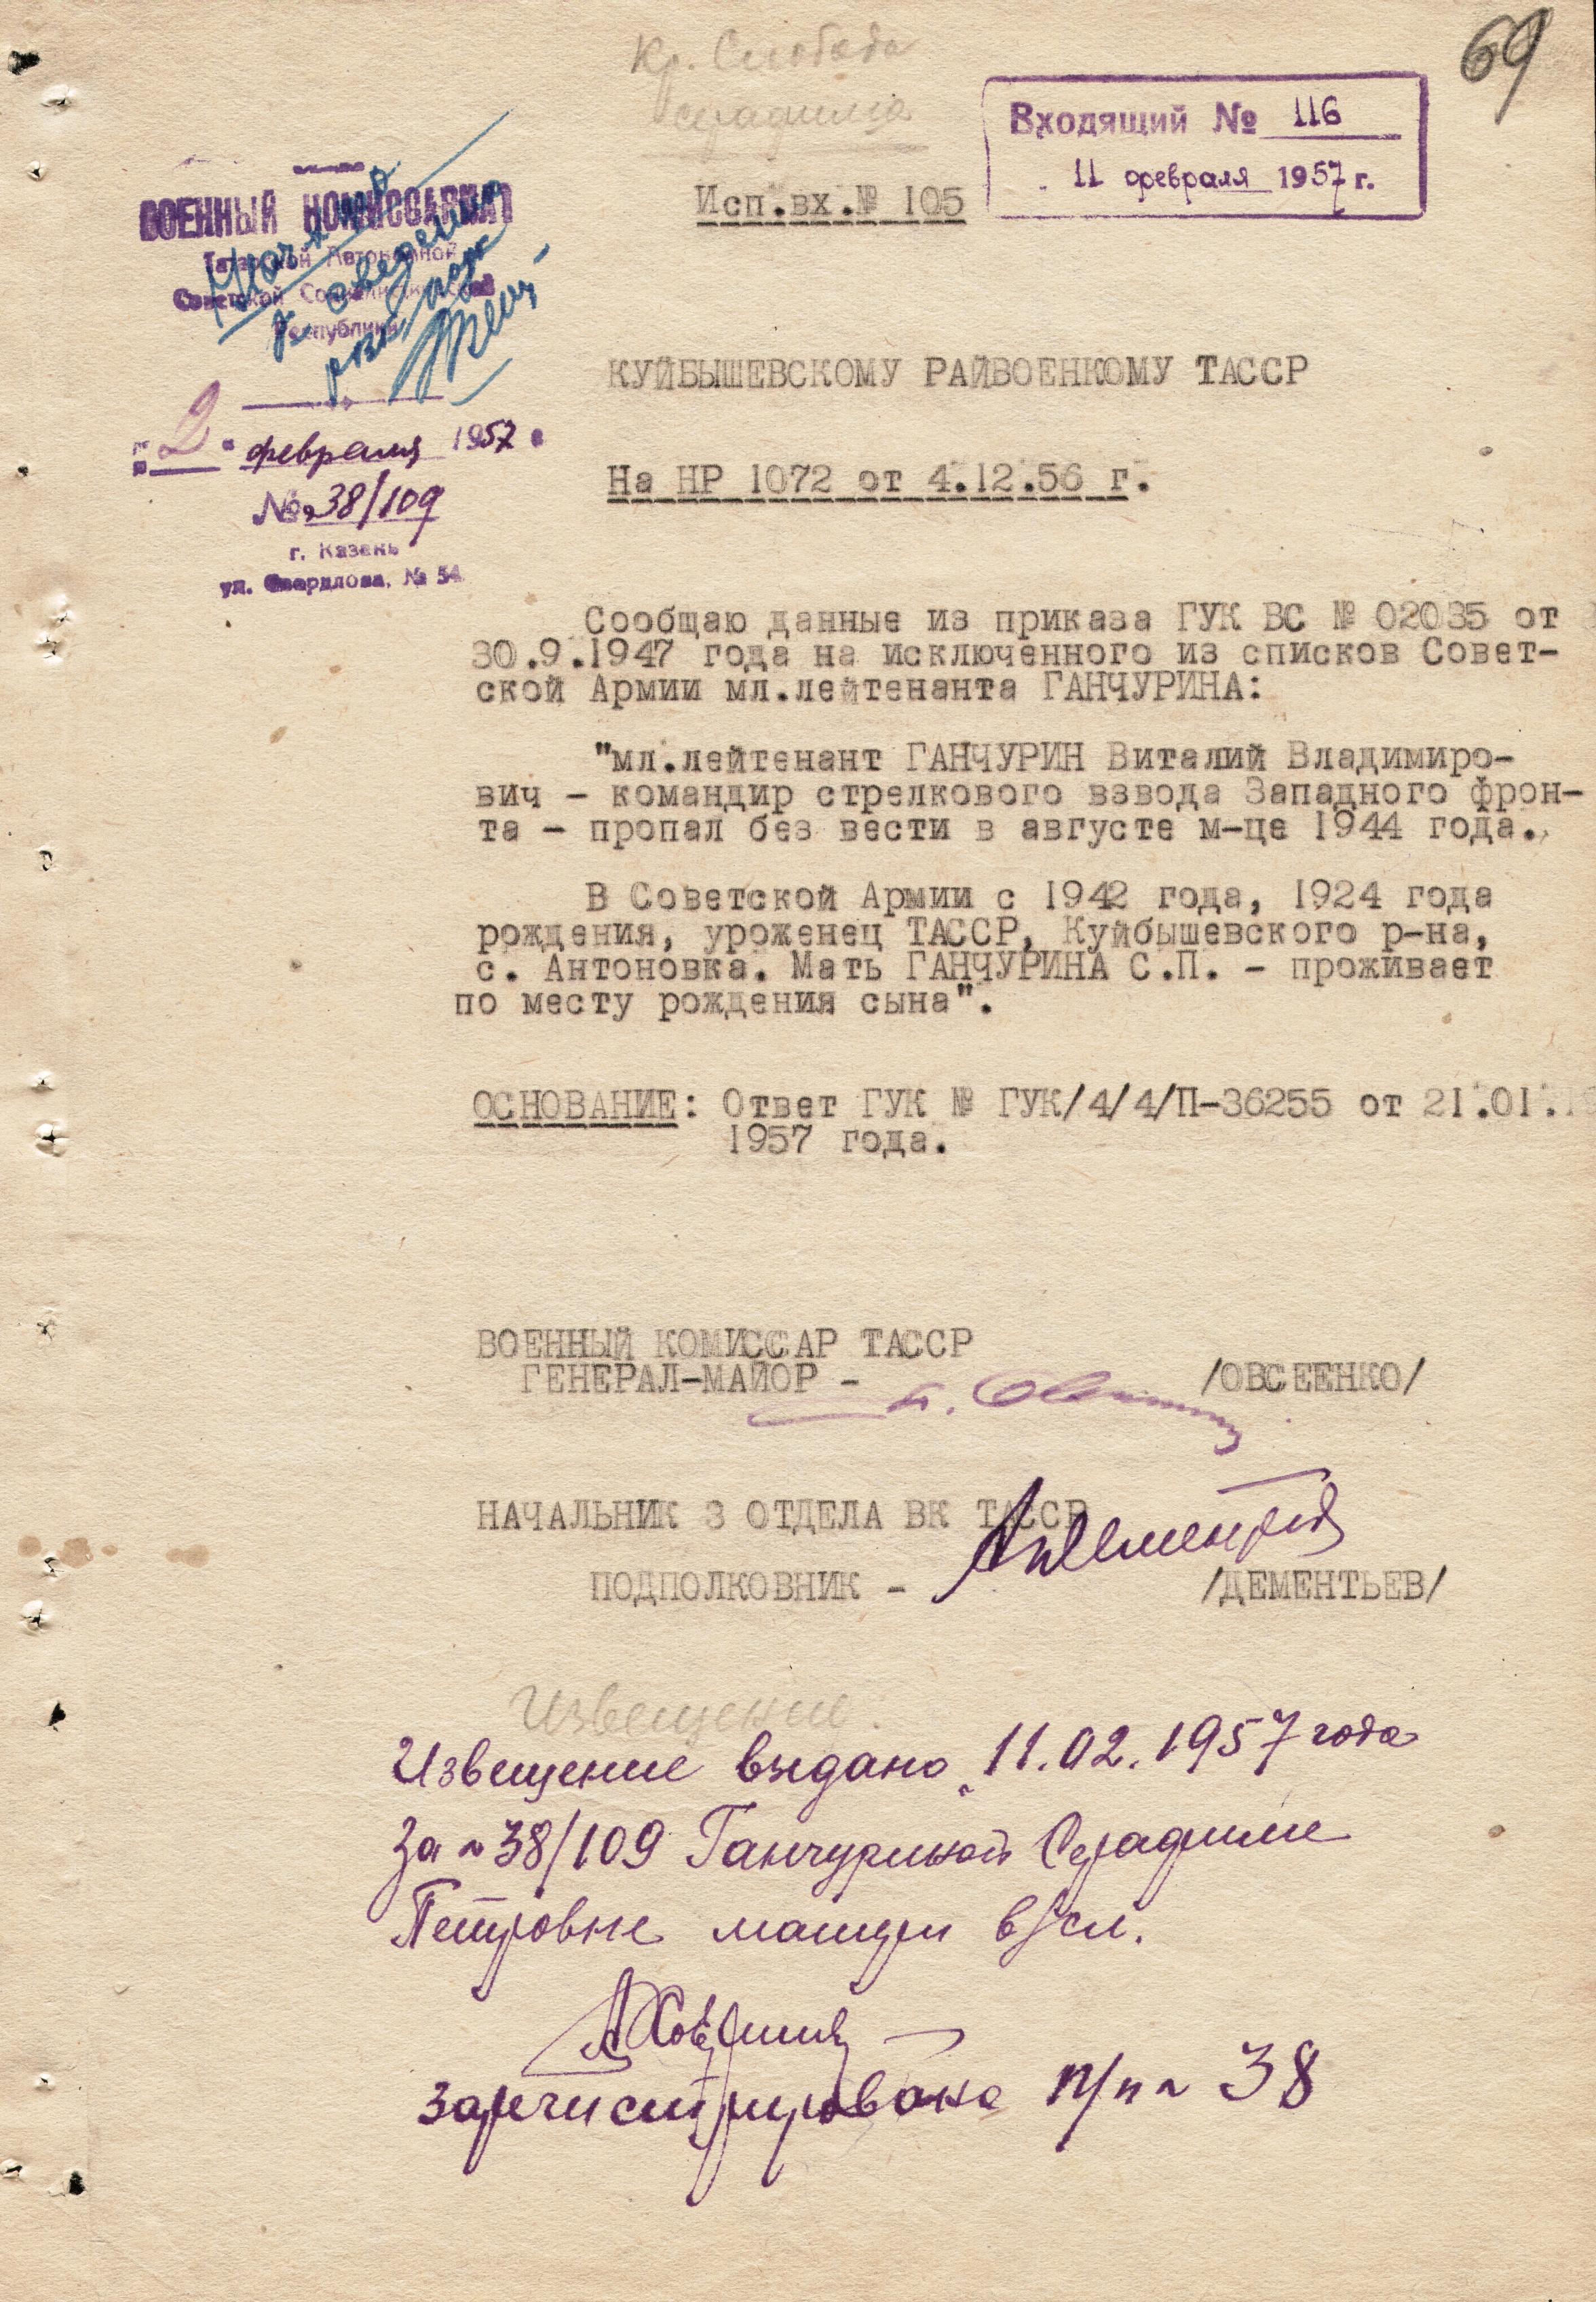 69
Кр. Слобода
Серафима
Входящий № 116
11 февраля 1957 г.
Исп.вх.№ 105
ВОЕННЫЙ КОМИССАРИАТ
Татарской Автономной
Советской Социалистической
Республики
"2" февраля 1957
№ 38/109
г. Казань
ул. Свердлова, № 54
КУЙБЫШЕВСКОМУ РАЙВОЕНКОМУ ТАССР
На НР 1072 от 4.12.56 г.
Сообщаю данные из приказа ГУК ВС № 02035 от
30.9.1947 года на исключенного из списков Совет-
ской Армии мл.лейтенанта ГАНЧУРИНА:
"мл.лейтенант ГАНЧУРИН Виталий Владимиро-
вич - командир стрелкового взвода Западного фрон-
та - пропал без вести в августе м-це 1944 года.
В Советской Армии с 1942 года, 1924 года
рождения, уроженец ТАССР, Куйбышевского р-на,
с. Антоновка. Мать ГАНЧУРИНА С.П. - проживает
по месту рождения сына".
ОСНОВАНИЕ: Ответ ГУК № ГУК/4/4/П-36255 от 21.01.
1957 года.
ВОЕННЫЙ КОМИССАР ТАССР
ГЕНЕРАЛ-МАЙОР - /ОВСЕЕНКО/
НАЧАЛЬНИК 3 ОТДЕЛА ВК ТАССР
ПОДПОЛКОВНИК - /ДЕМЕНТЬЕВ/
Извещение
Извещение выдано 11.02.1957 года
За № 38/109 Ганчуриной Серафиме
Петровне матери в/сл.
зарегистрирована п/п № 38